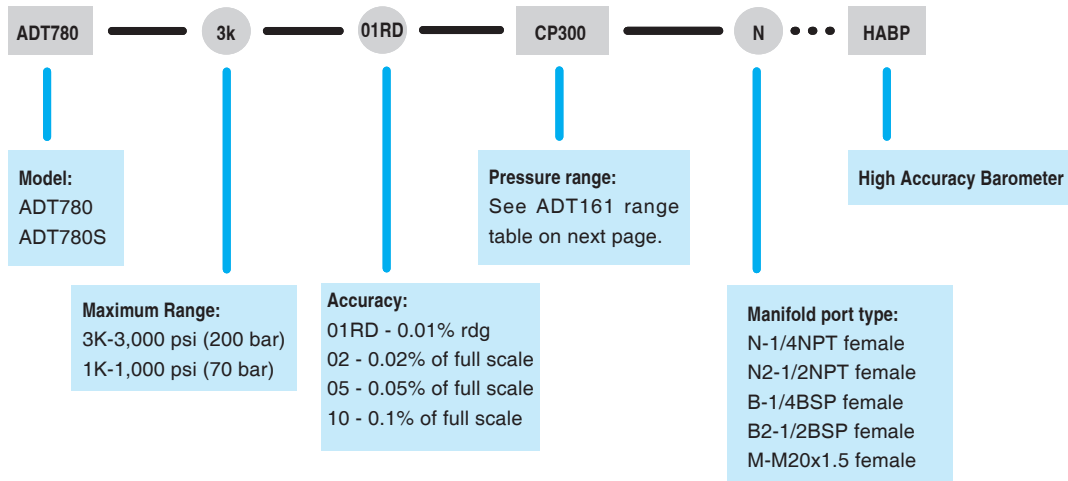 ADT780
3k
01RD
CP300
N
HABP
Model:
ADT780
ADT780S
Maximum Range:
3K-3,000 psi (200 bar)
1K-1,000 psi (70 bar)
Accuracy:
01RD - 0.01% rdg
02 - 0.02% of full scale
05 - 0.05% of full scale
10 - 0.1% of full scale
Pressure range:
See ADT161 range
table on next page.
Manifold port type:
N-1/4NPT female
N2-1/2NPT female
B-1/4BSP female
B2-1/2BSP female
M-M20x1.5 female
High Accuracy Barometer